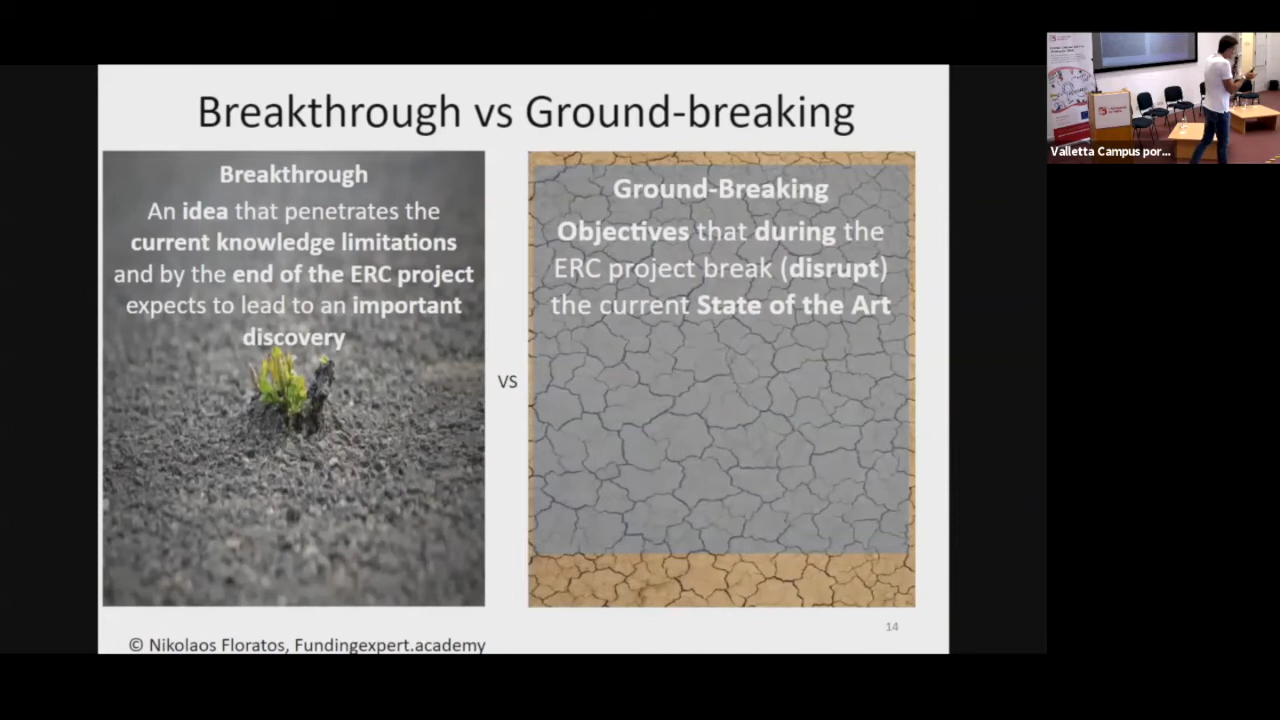 Breakthrough vs Ground-breaking
Breakthrough
An idea that penetrates the
current knowledge limitations
and by the end of the ERC project
expects to lead to an important
discovery
vs
Ground-Breaking
Objectives that during the
ERC project break (disrupt)
the current State of the Art
14
© Nikolaos Floratos, Fundingexpert.academy
Valletta Campus por...